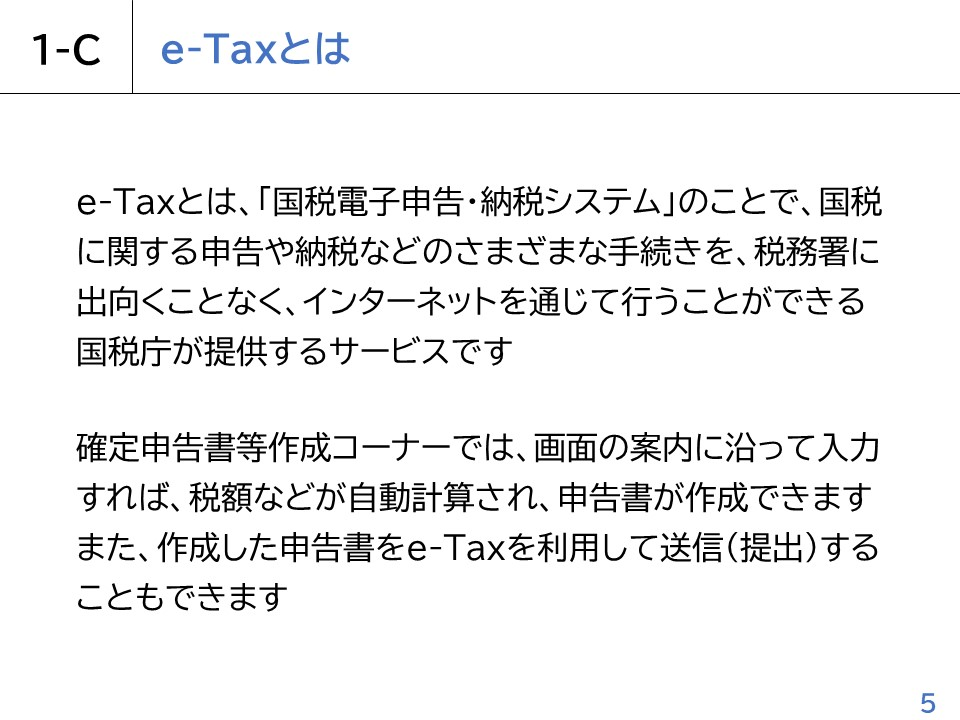 1-C
e-Taxとは
e-Taxとは、「国税電子申告・納税システム」のことで、国税
に関する申告や納税などのさまざまな手続きを、税務署に
出向くことなく、インターネットを通じて行うことができる
国税庁が提供するサービスです
確定申告書等作成コーナーでは、画面の案内に沿って入力
すれば、税額などが自動計算され、申告書が作成できます
また、作成した申告書をe-Taxを利用して送信（提出）する
こともできます
5